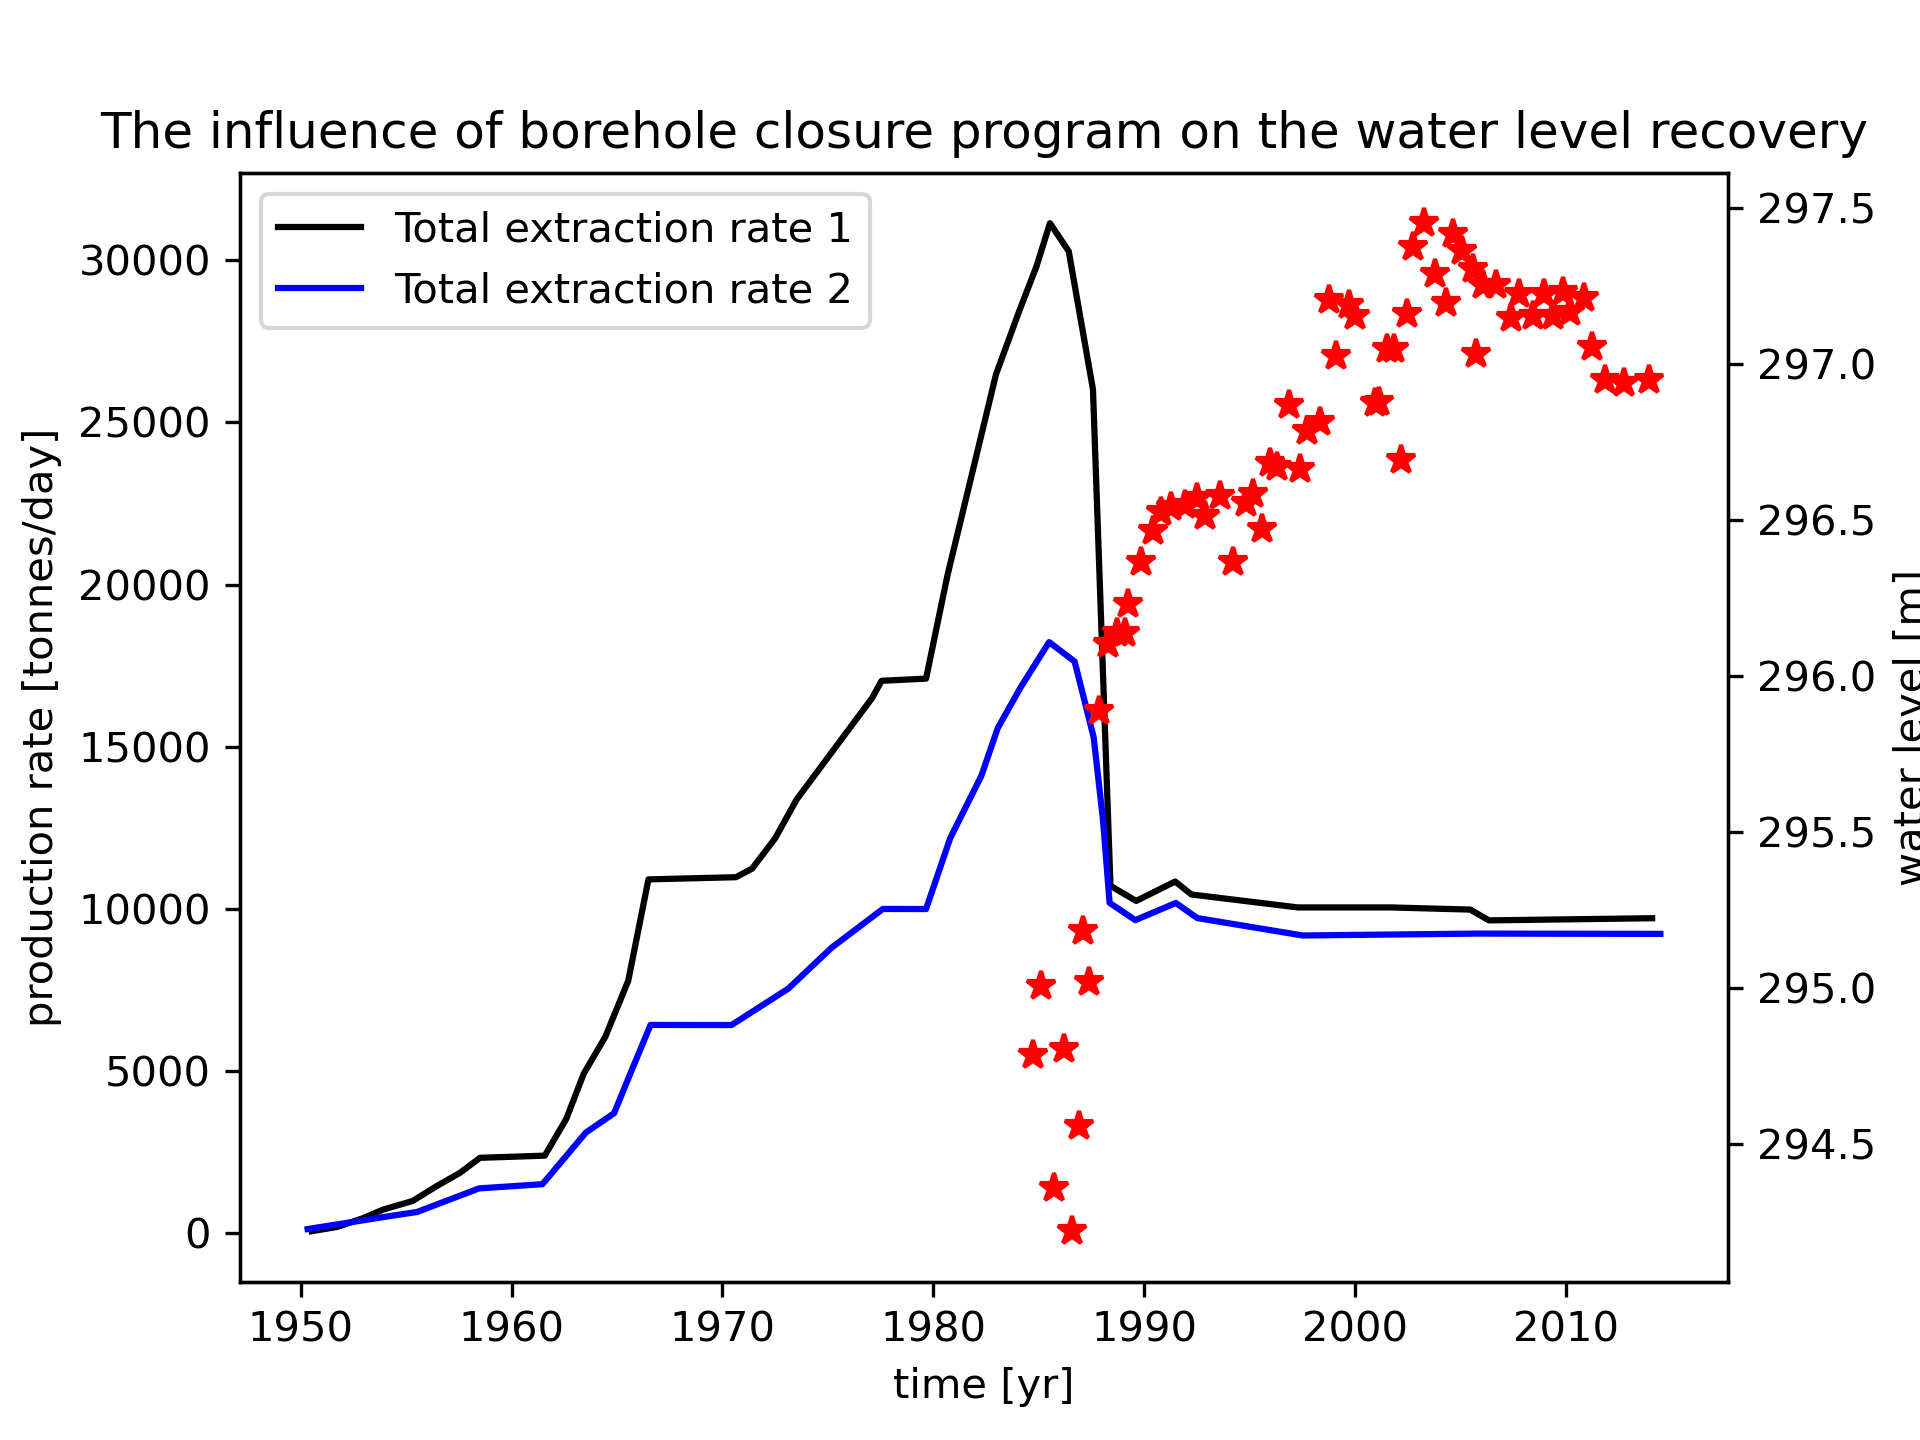 The influence of borehole closure program on the water level recovery
Total extraction rate 1
Total extraction rate 2
production rate [tonnes/day]
30000
25000
20000
15000
10000
5000
0
297.5
297.0
296.5
296.0
295.5
295.0
294.5
water level [m]
1950 1960 1970 1980 1990 2000 2010
time [yr]